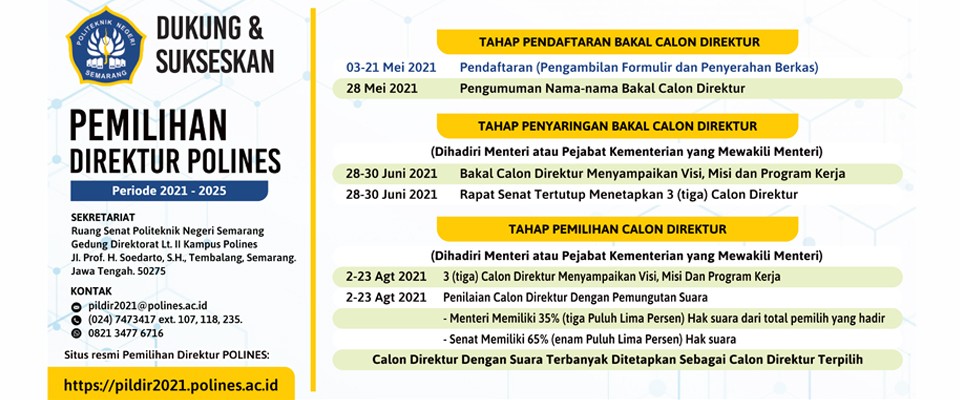 POLITEKNIK NEGERI
SEMARANG
DUKUNG &
SUKSESKAN
PEMILIHAN
DIREKTUR POLINES
Periode 2021 - 2025
SEKRETARIAT
Ruang Senat Politeknik Negeri Semarang
Gedung Direktorat Lt. II Kampus Polines
Jl. Prof. H. Soedarto, S.H., Tembalang, Semarang.
Jawa Tengah. 50275
KONTAK
pildir2021@polines.ac.id
(024) 7473417 ext. 107, 118, 235.
0821 3477 6716
Situs resmi Pemilihan Direktur POLINES:
https://pildir2021.polines.ac.id
TAHAP PENDAFTARAN BAKAL CALON DIREKTUR
03-21 Mei 2021 Pendaftaran (Pengambilan Formulir dan Penyerahan Berkas)
28 Mei 2021 Pengumuman Nama-nama Bakal Calon Direktur
TAHAP PENYARINGAN BAKAL CALON DIREKTUR
(Dihadiri Menteri atau Pejabat Kementerian yang Mewakili Menteri)
28-30 Juni 2021 Bakal Calon Direktur Menyampaikan Visi, Misi dan Program Kerja
28-30 Juni 2021 Rapat Senat Tertutup Menetapkan 3 (tiga) Calon Direktur
TAHAP PEMILIHAN CALON DIREKTUR
(Dihadiri Menteri atau Pejabat Kementerian yang Mewakili Menteri)
2-23 Agt 2021 3 (tiga) Calon Direktur Menyampaikan Visi, Misi Dan Program Kerja
2-23 Agt 2021 Penilaian Calon Direktur Dengan Pemungutan Suara
- Menteri Memiliki 35% (tiga Puluh Lima Persen) Hak suara dari total pemilih yang hadir
- Senat Memiliki 65% (enam Puluh Lima Persen) Hak suara
Calon Direktur Dengan Suara Terbanyak Ditetapkan Sebagai Calon Direktur Terpilih